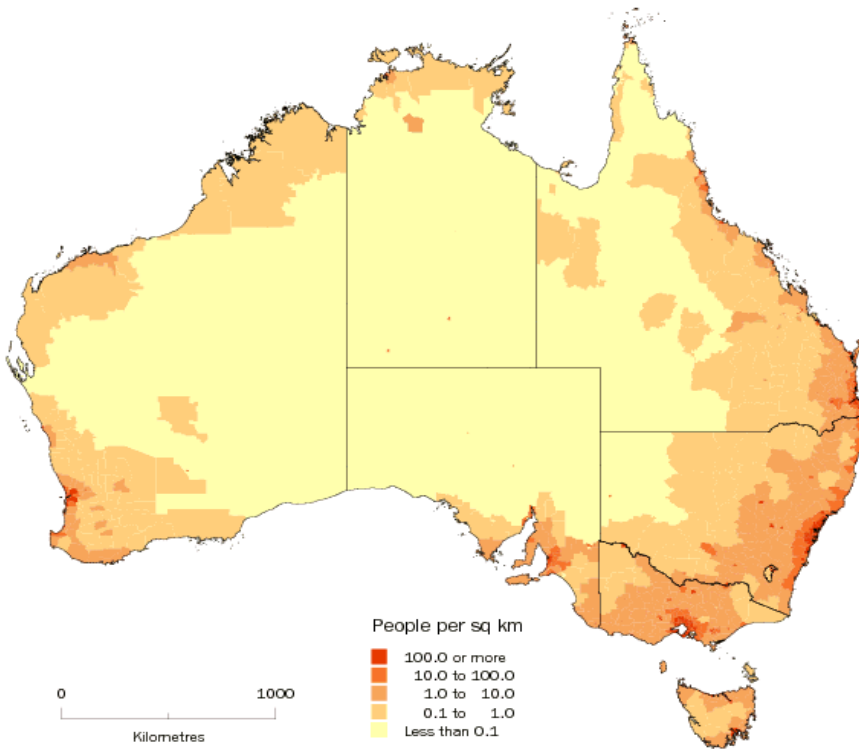 People per sq km
100.0 or more
10.0 to 100.0
1.0 to 10.0
0.1 to 1.0
Less than 0.1
0 1000
Kilometres